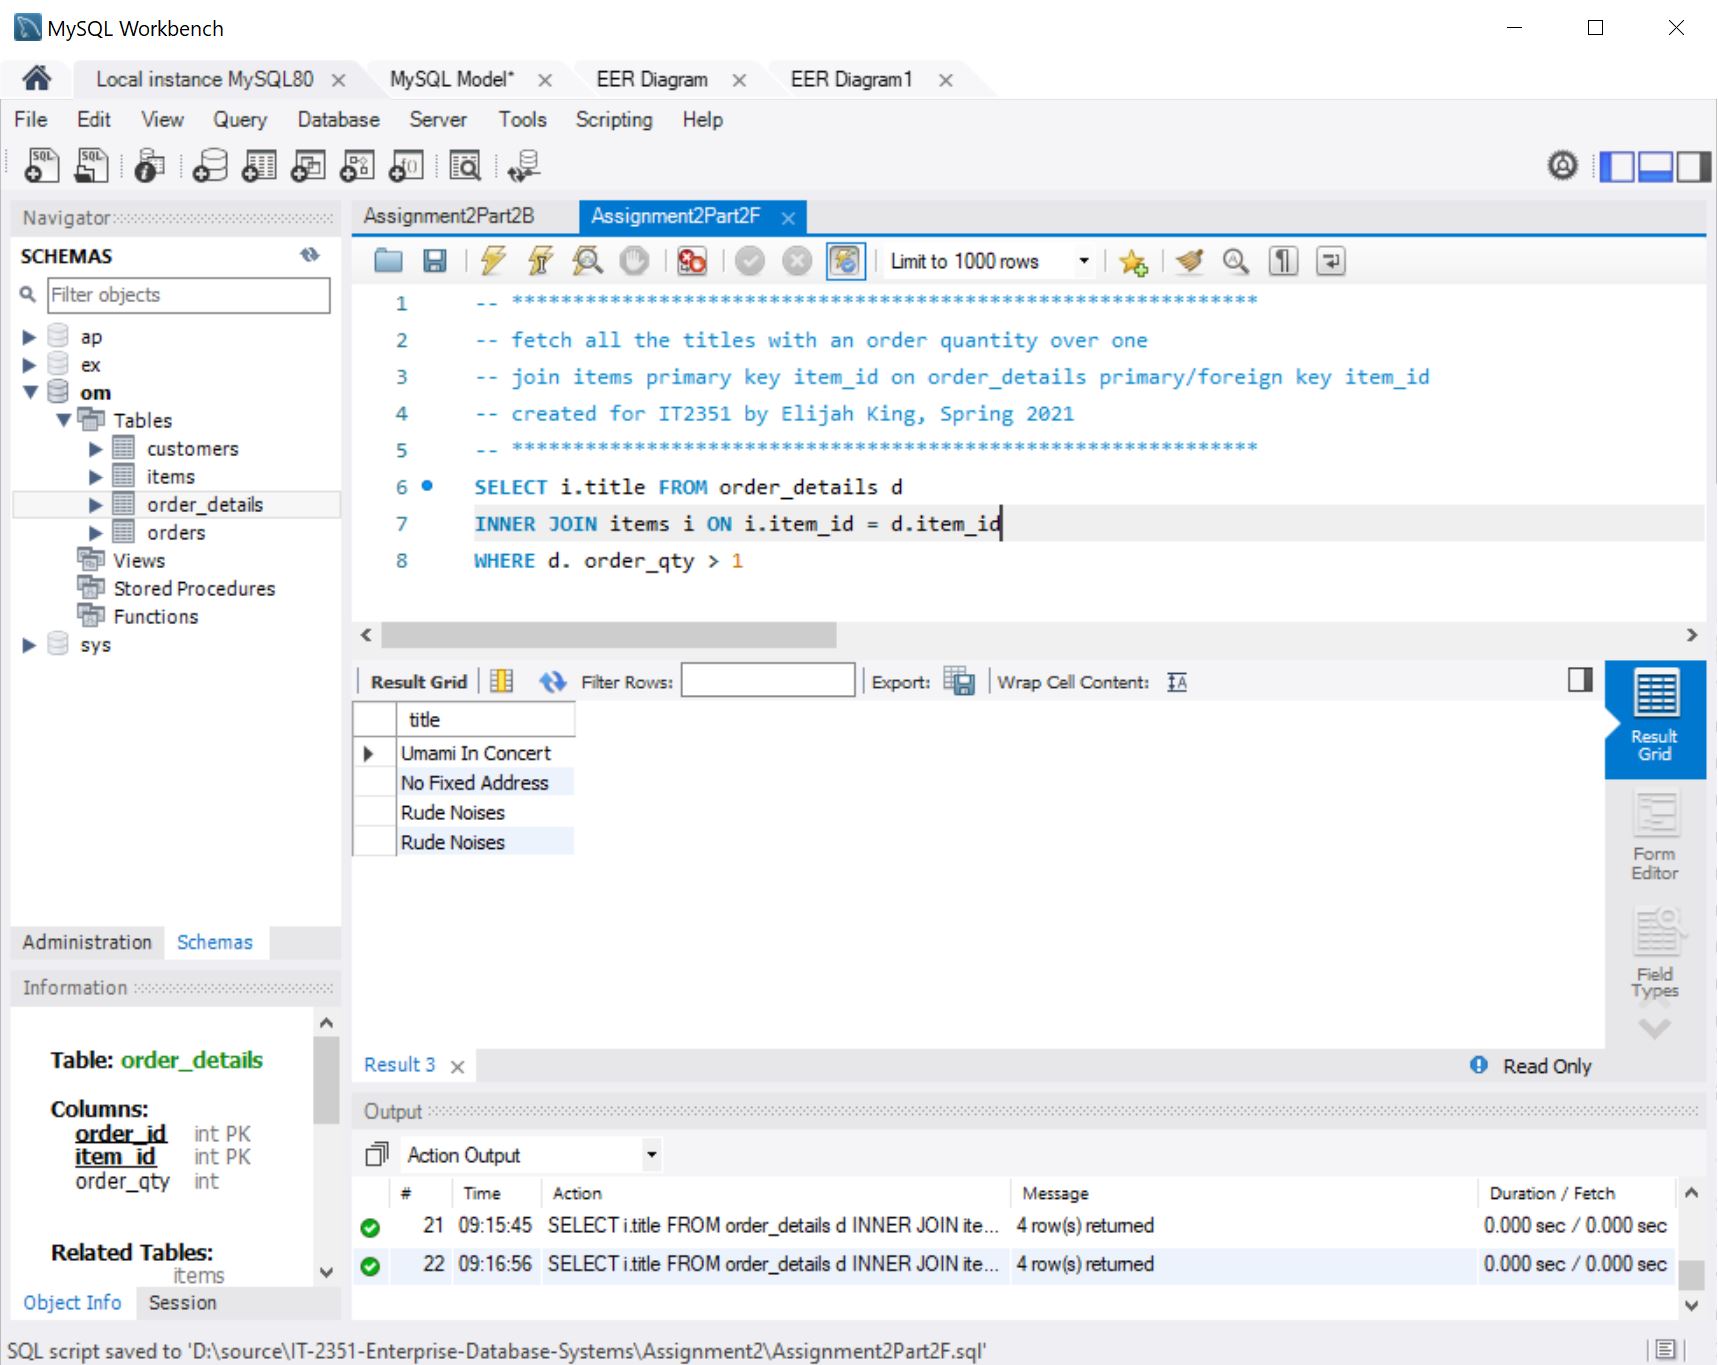 MySQL Workbench
Local instance MySQL80
MySQL Model*
EER Diagram
EER Diagram1
File Edit View Query Database Server Tools Scripting Help
Navigator
SCHEMAS
Filter objects
ap
ex
om
Tables
customers
items
order_details
orders
Views
Stored Procedures
Functions
sys
Administration Schemas
Information
Table: order_details
Columns:
order_id int PK
item_id int PK
order_qty int
Related Tables:
items
Object Info Session
Assignment2Part2B
Assignment2Part2F
Limit to 1000 rows
1 -- *************************************************************
2 -- fetch all the titles with an order quantity over one
3 -- join items primary key item_id on order_details primary/foreign key item_id
4 -- created for IT2351 by Elijah King, Spring 2021
5 -- *************************************************************
6 SELECT i.title FROM order_details d
7 INNER JOIN items i ON i.item_id = d.item_id
8 WHERE d. order_qty > 1
Result Grid Filter Rows: Export: Wrap Cell Content:
title
Umami In Concert
No Fixed Address
Rude Noises
Rude Noises
Result Grid
Form Editor
Field Types
Result 3
Read Only
Output
Action Output
# Time Action Message Duration / Fetch
21 09:15:45 SELECT i.title FROM order_details d INNER JOIN ite... 4 row(s) returned 0.000 sec / 0.000 sec
22 09:16:56 SELECT i.title FROM order_details d INNER JOIN ite... 4 row(s) returned 0.000 sec / 0.000 sec
SQL script saved to 'D:\source\IT-2351-Enterprise-Database-Systems\Assignment2\Assignment2Part2F.sql'